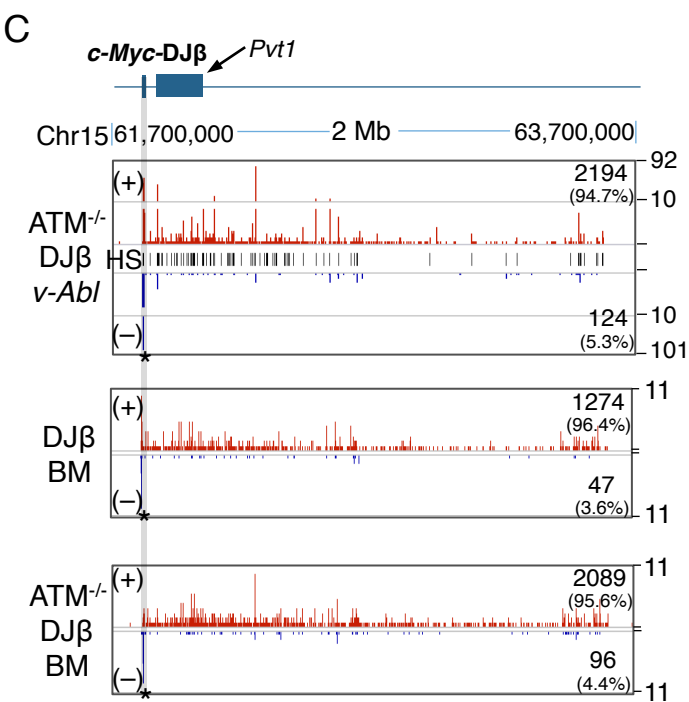 C
c-Myc-DJβ
Pvt1
Chr15 61,700,000 2 Mb 63,700,000
(+) 2194 92
(94.7%) 10
ATM-/-
DJβ HS
v-Abl
124 10
(–) (5.3%) 101
*
(+) 1274 11
(96.4%)
DJβ
BM
47
(–) (3.6%) 11
*
(+) 2089 11
(95.6%)
ATM-/-
DJβ
BM
96
(–) (4.4%) 11
*